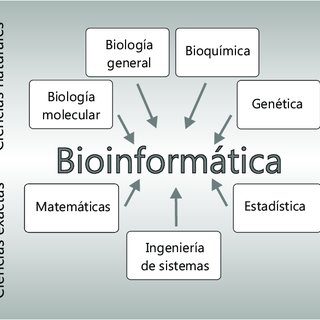 Ciencias naturales
Biología
general
Bioquímica
Biología
molecular
Genética
Bioinformática
Ciencias exactas
Matemáticas
Estadística
Ingeniería
de sistemas